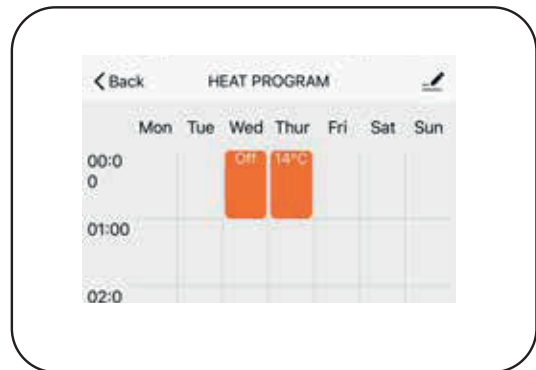 Back HEAT PROGRAM
Mon Tue Wed Thur Fri Sat Sun
00:0
0
Off 14°C
01:00
02:0